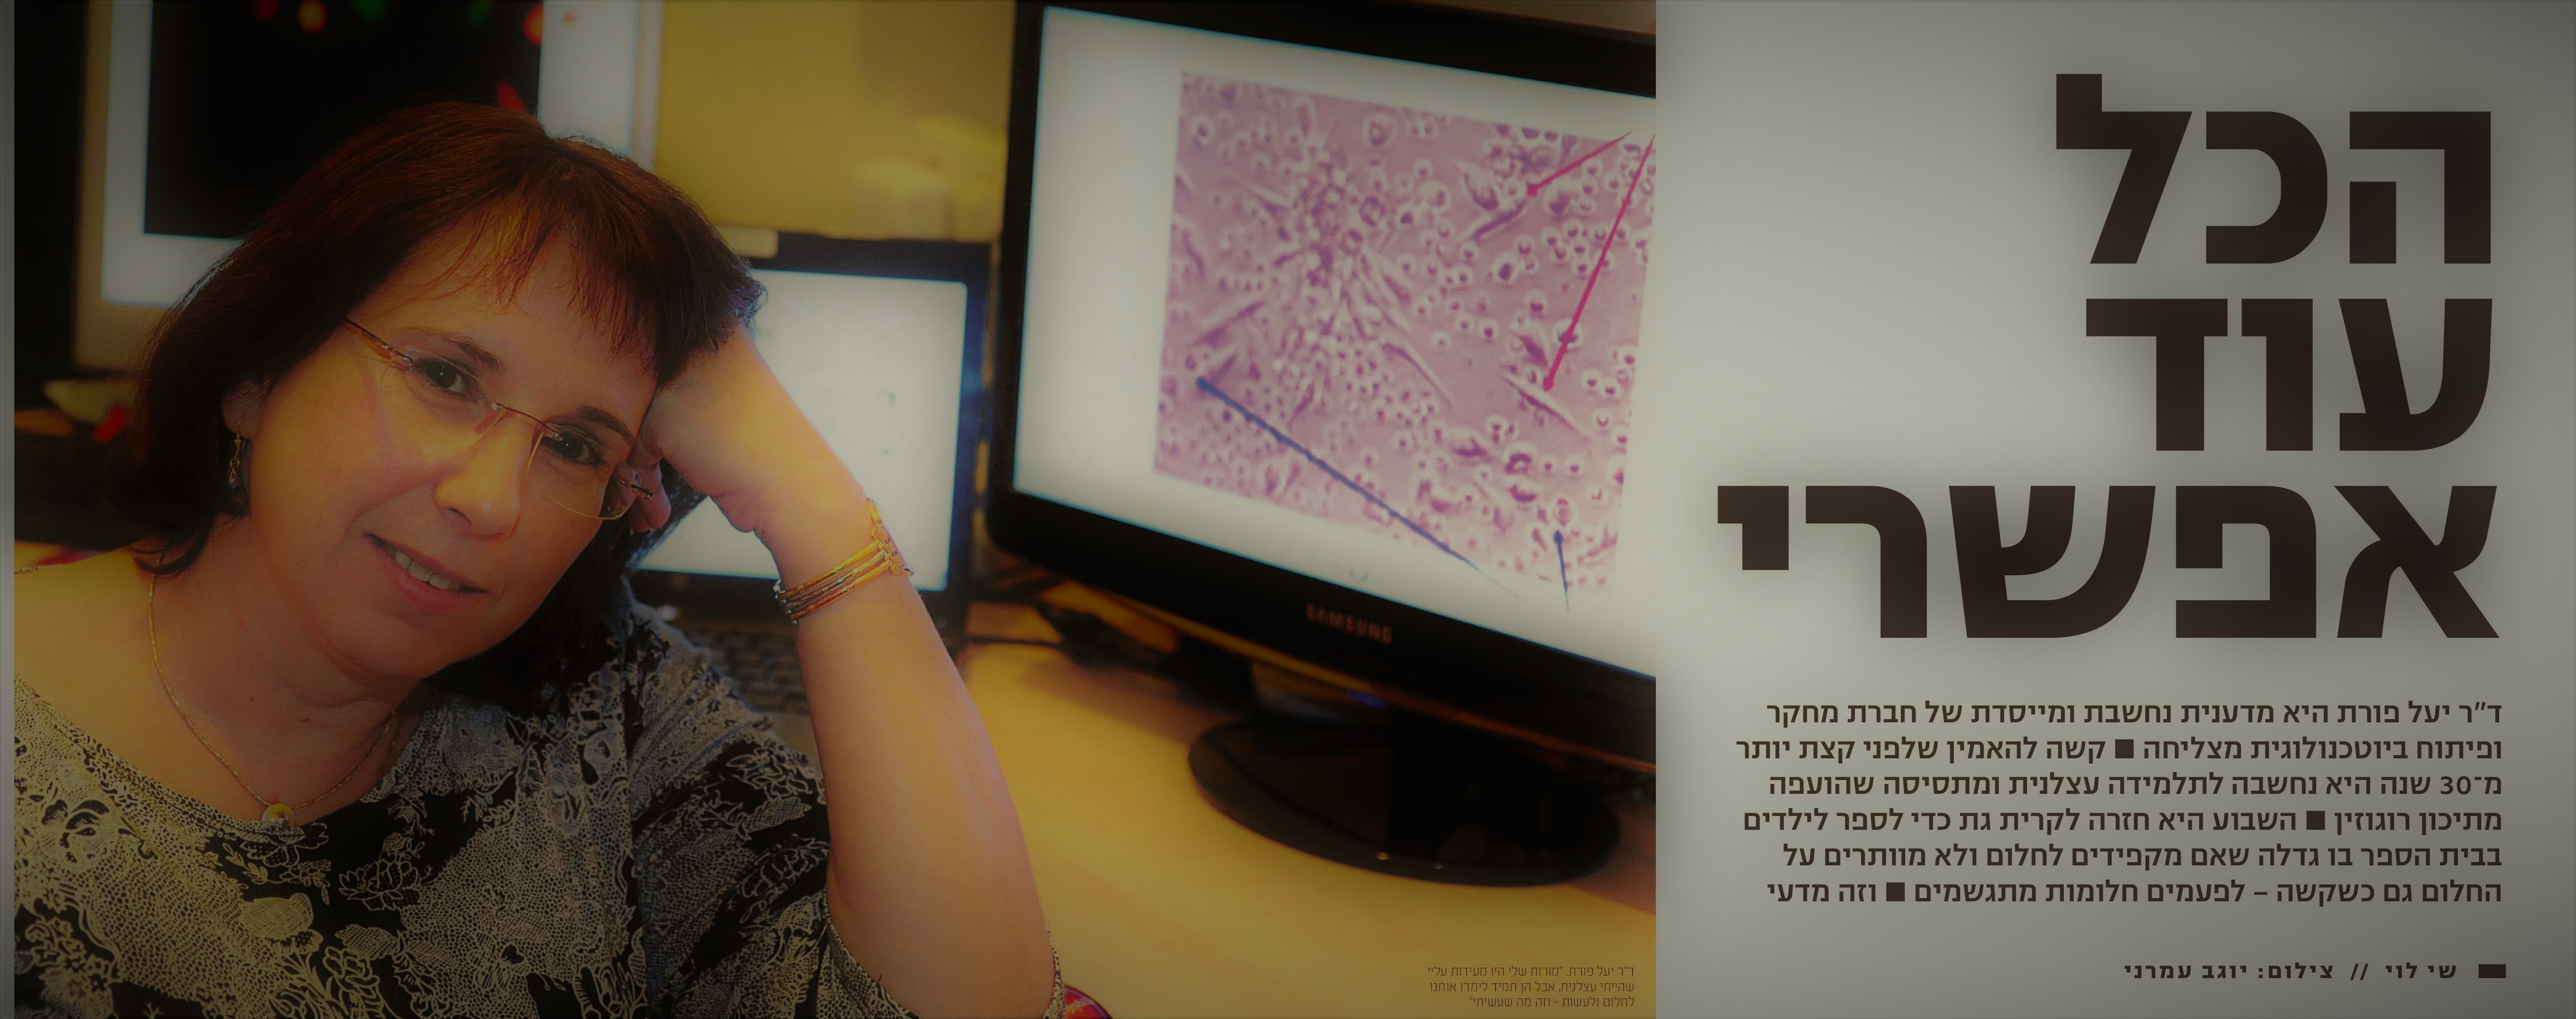 הכל
עוד
אפשרי
ד"ר יעל פורת היא מדענית נחשבת ומייסדת של חברת מחקר
ופיתוח ביוטכנולוגית מצליחה ■ קשה להאמין שלפני קצת יותר
מ־30 שנה היא נחשבה לתלמידה עצלנית ומתסיסה שהועפה
מתיכון רוגוזין ■ השבוע היא חזרה לקרית גת כדי לספר לילדים
בבית הספר בו גדלה שאם מקפידים לחלום ולא מוותרים על
החלום גם כשקשה – לפעמים חלומות מתגשמים ■ וזה מדעי
שי לוי // צילום: יוגב עמרני
ד"ר יעל פורת. "מורות שלי היו מעידות עליי
שהייתי עצלנית, אבל הן תמיד לימדו אותנו
לחלום ולעשות - וזה מה שעשיתי"
SAMSUNG